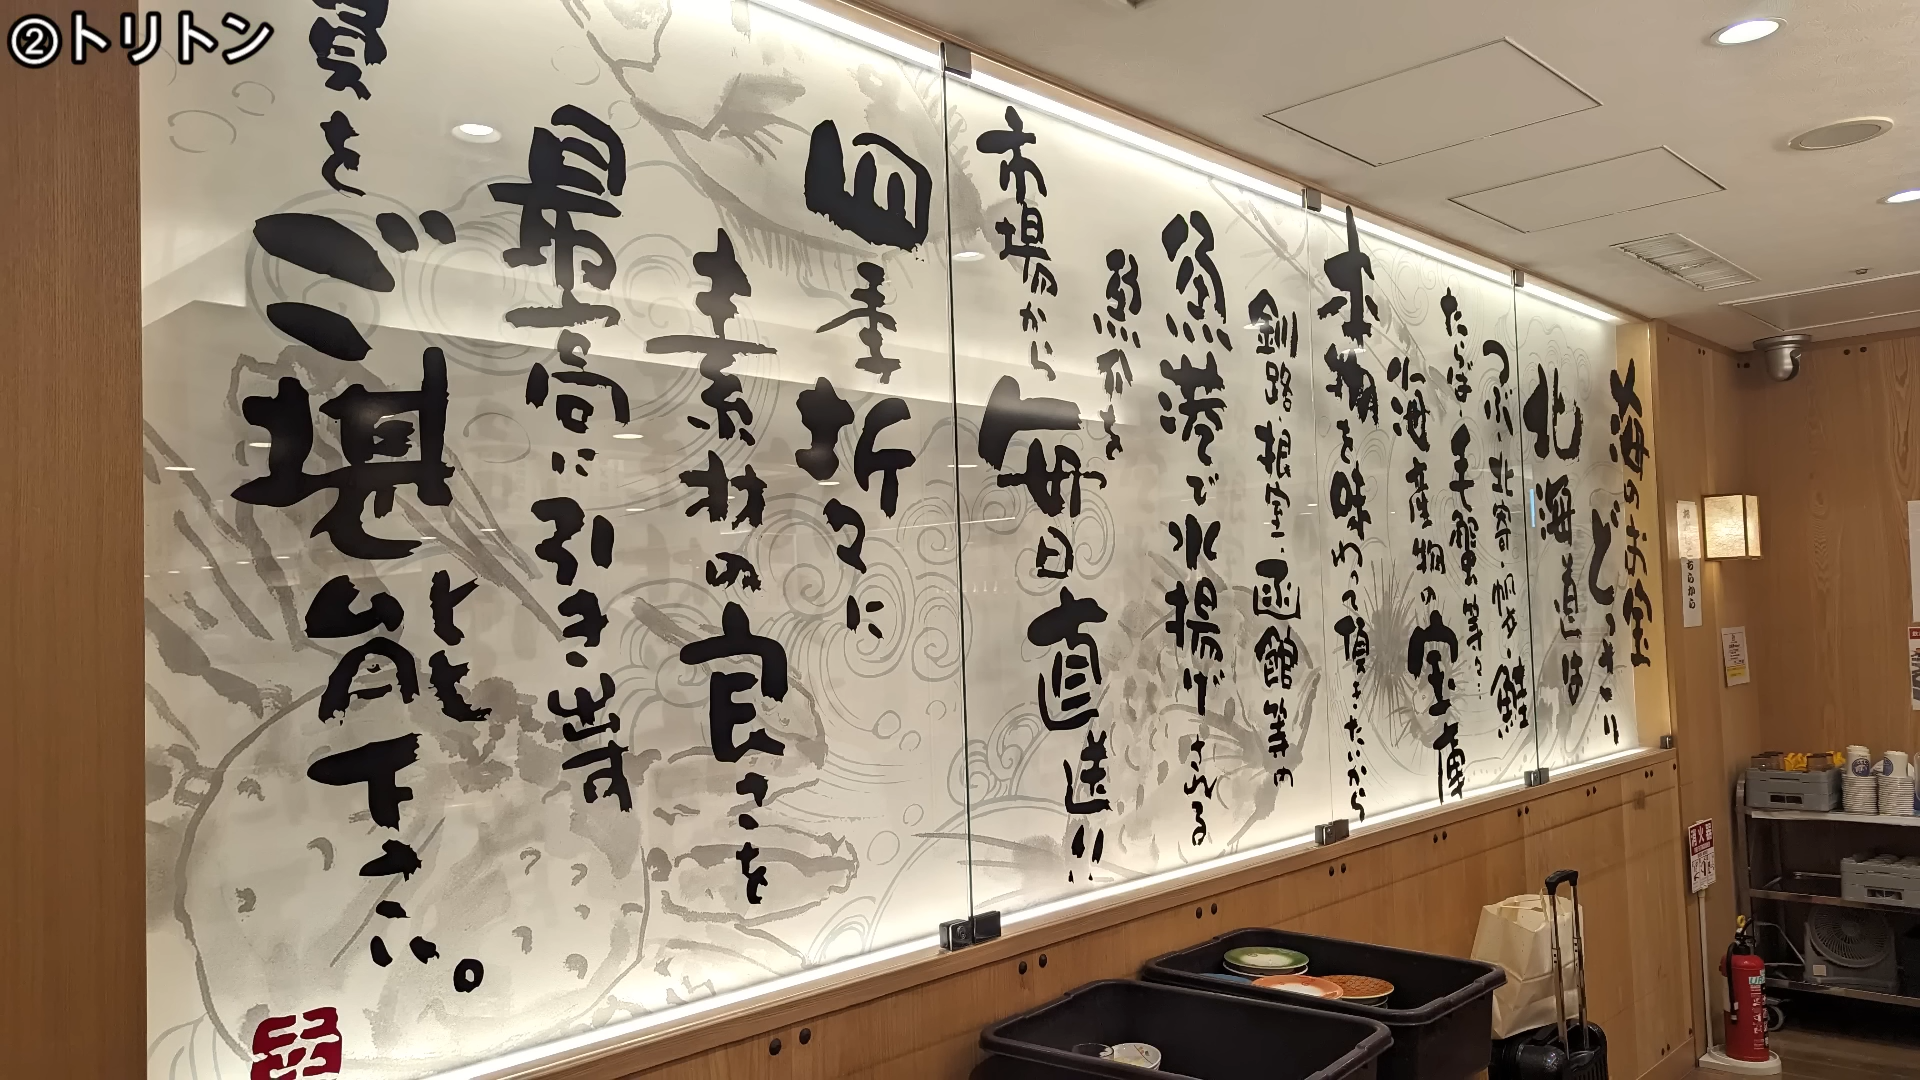 ②トリトン
海のお宝
どっさり
北海道は
つぶ・北寄・帆立・鮭
たらば・毛蟹等々…
海産物の宝庫
本物を味わって頂きたいから
釧路・根室・函館等の
魚港で水揚げされる
魚介を
市場から毎日直送!!
四季折々に
素材の良さを
最高に引き出す
をご堪能下さい。
消火器